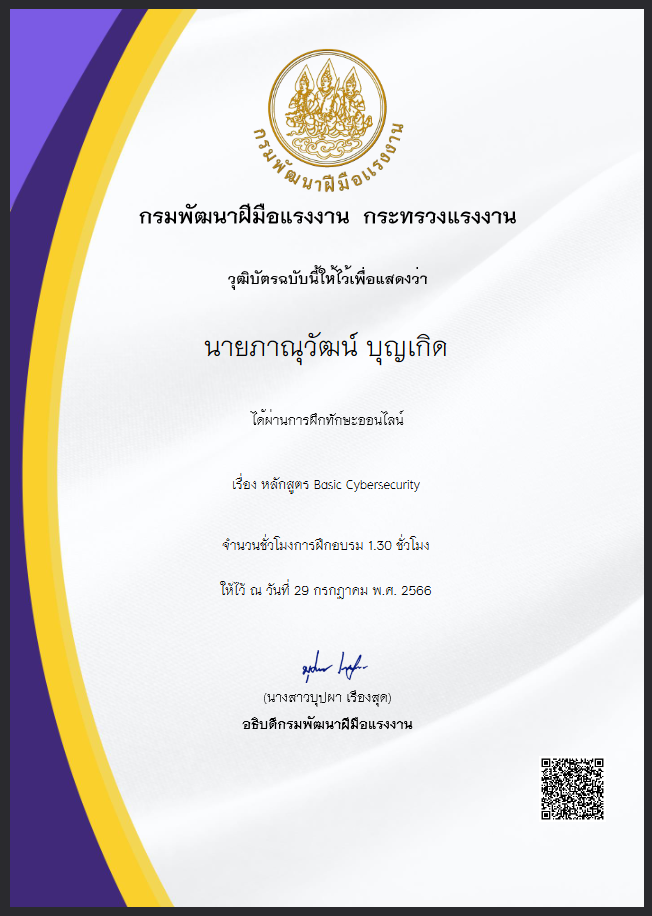 กรมพัฒนาฝีมือแรงงาน
กรมพัฒนาฝีมือแรงงาน กระทรวงแรงงาน
วุฒิบัตรฉบับนี้ให้ไว้เพื่อแสดงว่า
นายภาณุวัฒน์ บุญเกิด
ได้ผ่านการฝึกทักษะออนไลน์
เรื่อง หลักสูตร Basic Cybersecurity
จำนวนชั่วโมงการฝึกอบรม 1.30 ชั่วโมง
ให้ไว้ ณ วันที่ 29 กรกฎาคม พ.ศ. 2566
(นางสาวบุปผา เรืองสุด)
อธิบดีกรมพัฒนาฝีมือแรงงาน